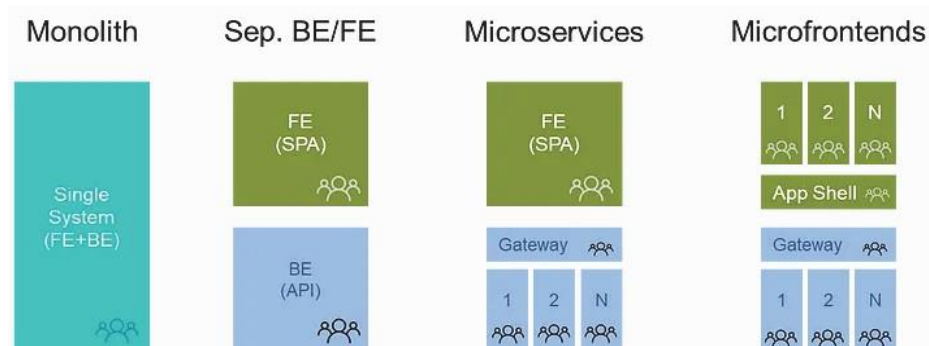 Monolith
Sep. BE/FE
Microservices
Microfrontends
Single
System
(FE+BE)
FE
(SPA)
BE
(API)
FE
(SPA)
Gateway
1 2 N
1 2 N
App Shell
Gateway
1 2 N